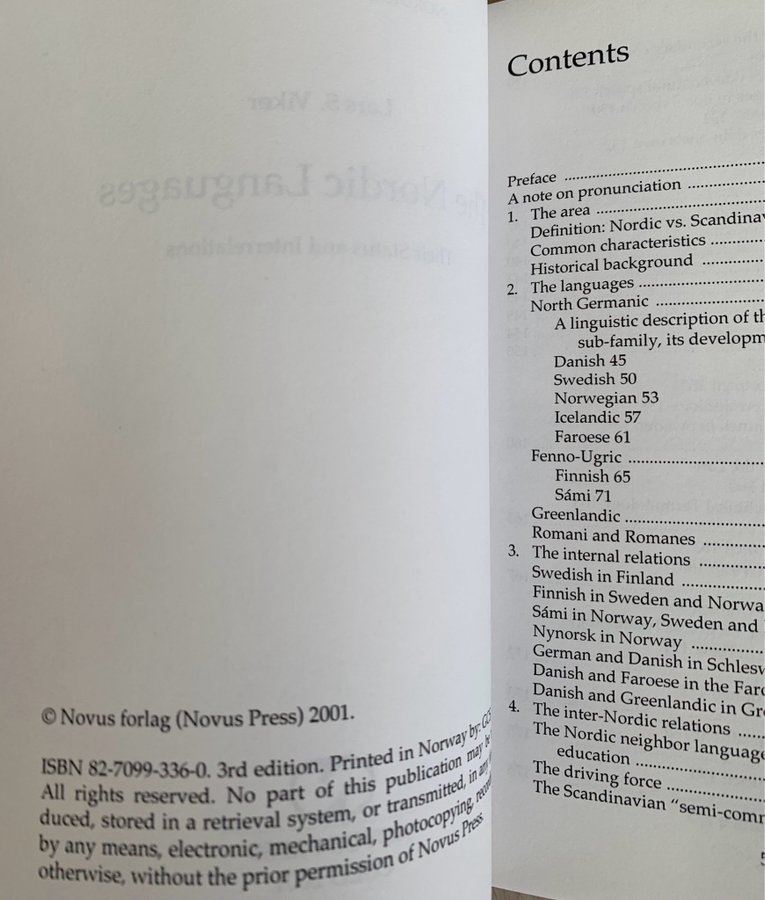 © Novus forlag (Novus Press) 2001.
ISBN 82-7099-336-0. 3rd edition. Printed in Norway by:
All rights reserved. No part of this publication may be
duced, stored in a retrieval system, or transmitted, in any
by any means, electronic, mechanical, photocopying,
otherwise, without the prior permission of Novus Press.
Contents
Preface
A note on pronunciation
1. The area
Definition: Nordic vs. Scandinav
Common characteristics
Historical background
2. The languages
North Germanic
A linguistic description of th
sub-family, its developm
Danish 45
Swedish 50
Norwegian 53
Icelandic 57
Faroese 61
Fenno-Ugric
Finnish 65
Sámi 71
Greenlandic
Romani and Romanes
3. The internal relations
Swedish in Finland
Finnish in Sweden and Norwa
Sámi in Norway, Sweden and
Nynorsk in Norway
German and Danish in Schlesw
Danish and Faroese in the Faro
Danish and Greenlandic in Gr
4. The inter-Nordic relations
The Nordic neighbor language
education
The driving force
The Scandinavian "semi-comm